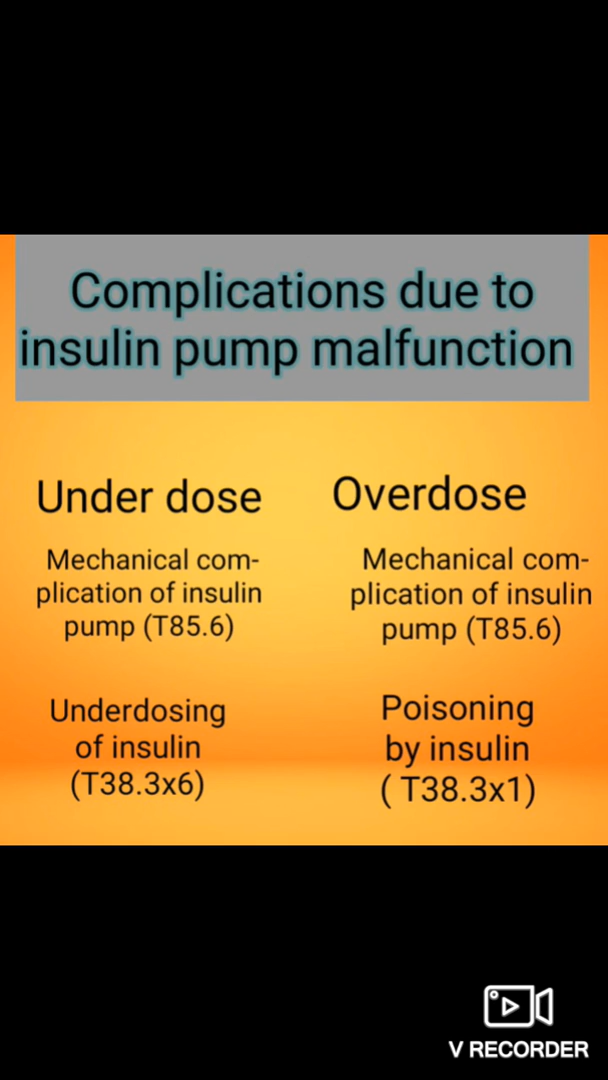 Complications due to
insulin pump malfunction
Under dose
Mechanical com-
plication of insulin
pump (T85.6)
Underdosing
of insulin
(T38.3x6)
Overdose
Mechanical com-
plication of insulin
pump (T85.6)
Poisoning
by insulin
( T38.3x1)
V RECORDER